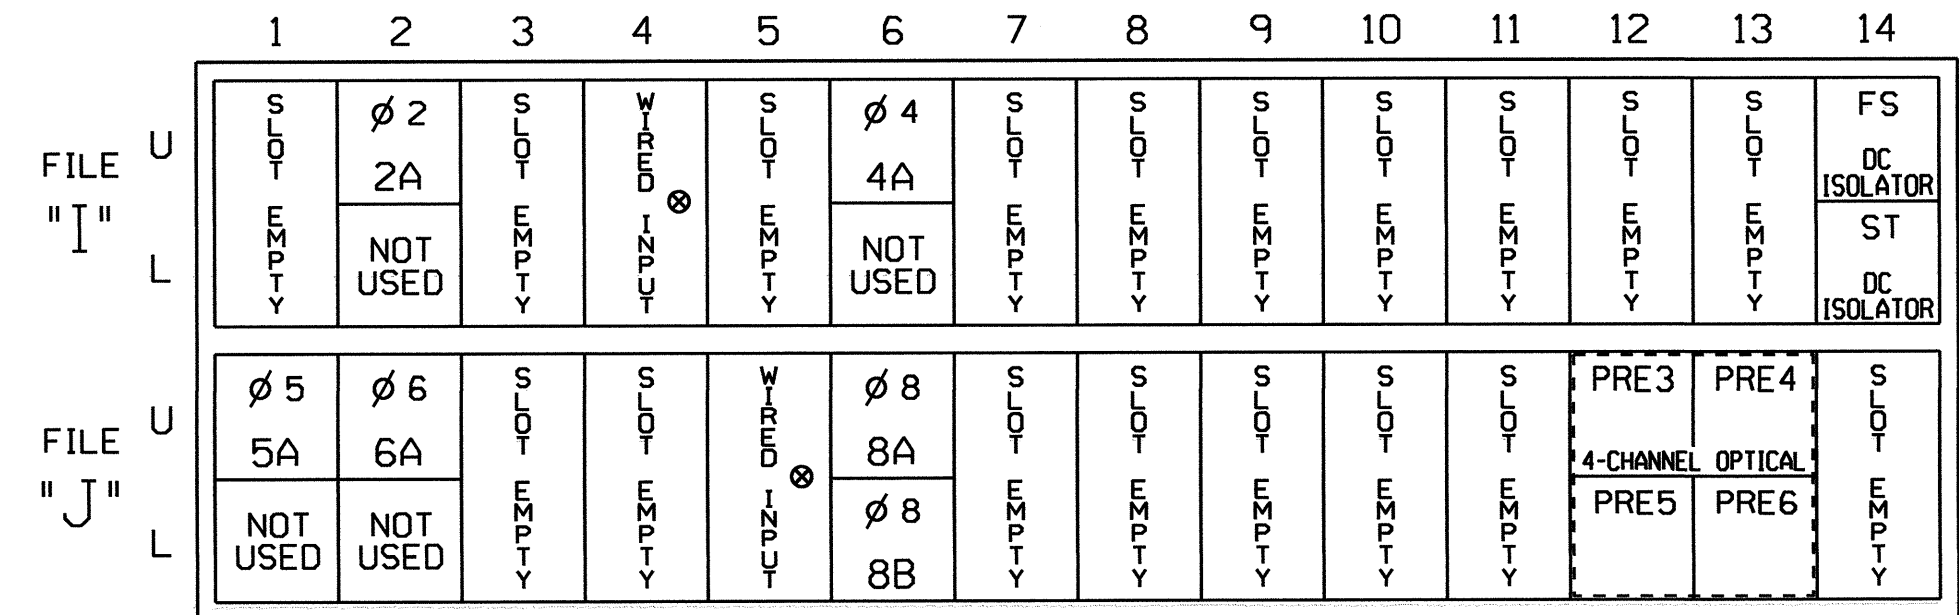 1 2 3 4 5 6 7 8 9 10 11 12 13 14
FILE "I"
U
L
SLOT EMPTY
ø 2
2A
NOT USED
SLOT EMPTY
WIRED INPUT
SLOT EMPTY
ø 4
4A
NOT USED
SLOT EMPTY
SLOT EMPTY
SLOT EMPTY
SLOT EMPTY
SLOT EMPTY
SLOT EMPTY
SLOT EMPTY
FS
DC ISOLATOR
ST
DC ISOLATOR
FILE "J"
U
L
ø 5
5A
NOT USED
ø 6
6A
NOT USED
SLOT EMPTY
SLOT EMPTY
WIRED INPUT
ø 8
8A
ø 8
8B
SLOT EMPTY
SLOT EMPTY
SLOT EMPTY
SLOT EMPTY
SLOT EMPTY
PRE3 PRE4
4-CHANNEL OPTICAL
PRE5 PRE6
SLOT EMPTY